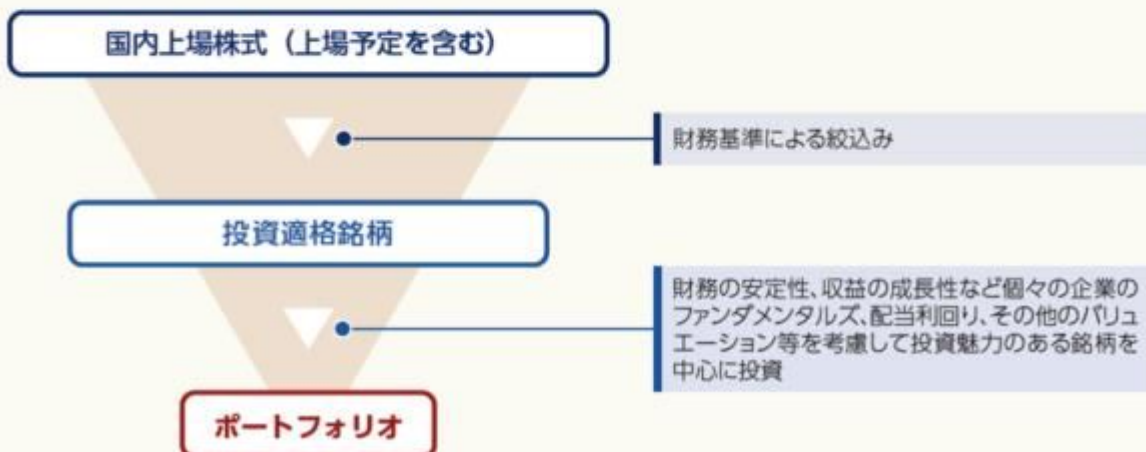 国内上場株式（上場予定を含む）
財務基準による絞込み
投資適格銘柄
財務の安定性、収益の成長性など個々の企業の
ファンダメンタルズ、配当利回り、その他のバリュ
エーション等を考慮して投資魅力のある銘柄を
中心に投資
ポートフォリオ